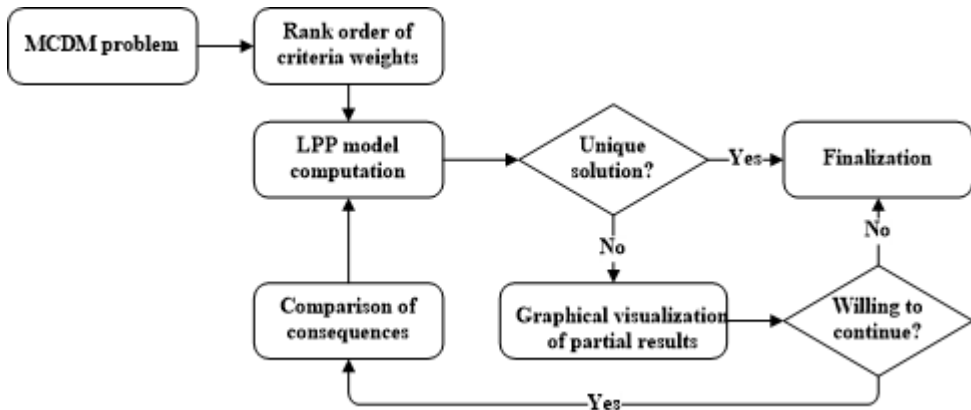 MCDM problem
Rank order of
criteria weights
LPP model
computation
Unique
solution?
Yes
Finalization
No
No
Comparison of
consequences
Graphical visualization
of partial results
Willing to
continue?
Yes